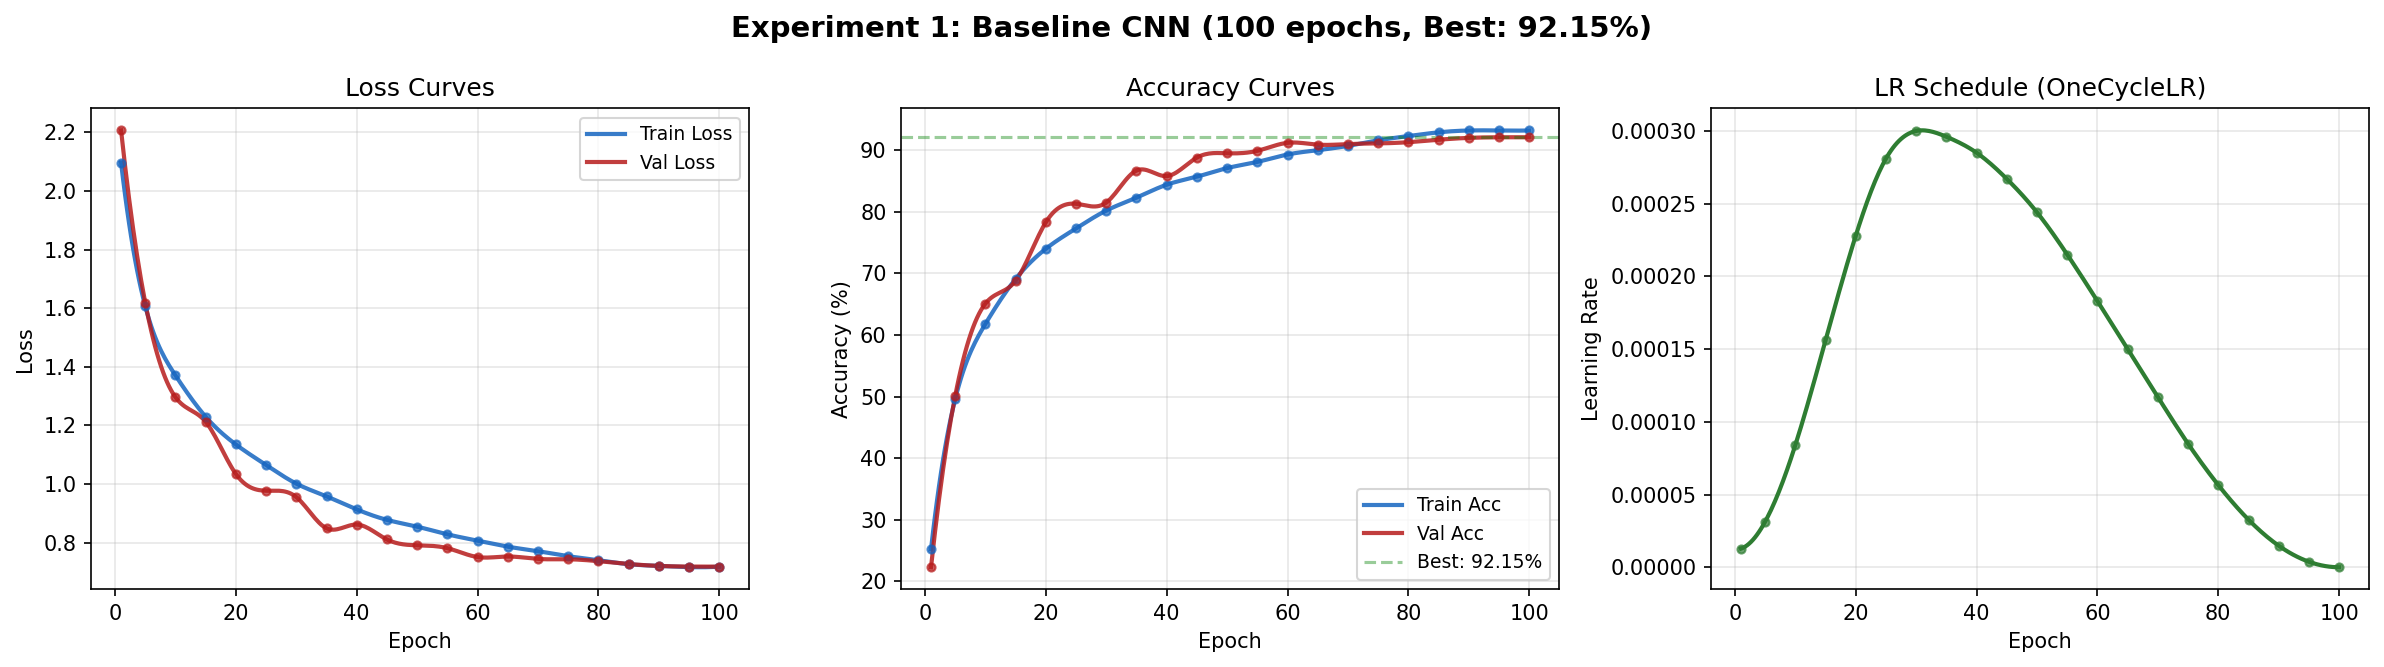 Experiment 1: Baseline CNN (100 epochs, Best: 92.15%)
Loss Curves
2.2
2.0
1.8
1.6
1.4
1.2
1.0
0.8
Loss
0 20 40 60 80 100
Epoch
Train Loss
Val Loss
Accuracy Curves
90
80
70
60
50
40
30
20
Accuracy (%)
0 20 40 60 80 100
Epoch
Train Acc
Val Acc
Best: 92.15%
LR Schedule (OneCycleLR)
0.00030
0.00025
0.00020
0.00015
0.00010
0.00005
0.00000
Learning Rate
0 20 40 60 80 100
Epoch